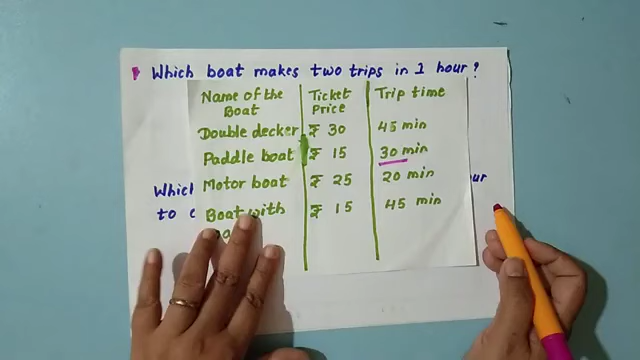 Which boat makes two trips in 1 hour?
Name of the Boat Ticket Price Trip time
Double decker ₹ 30 45 min
Paddle boat ₹ 15 30 min
Motor boat ₹ 25 20 min
Boat with ₹ 15 45 min
Which
to